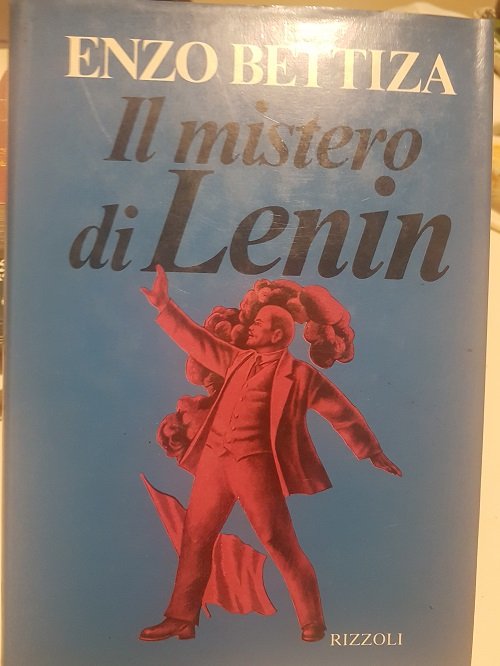 ENZO BETTIZA
Il mistero
di Lenin
RIZZOLI